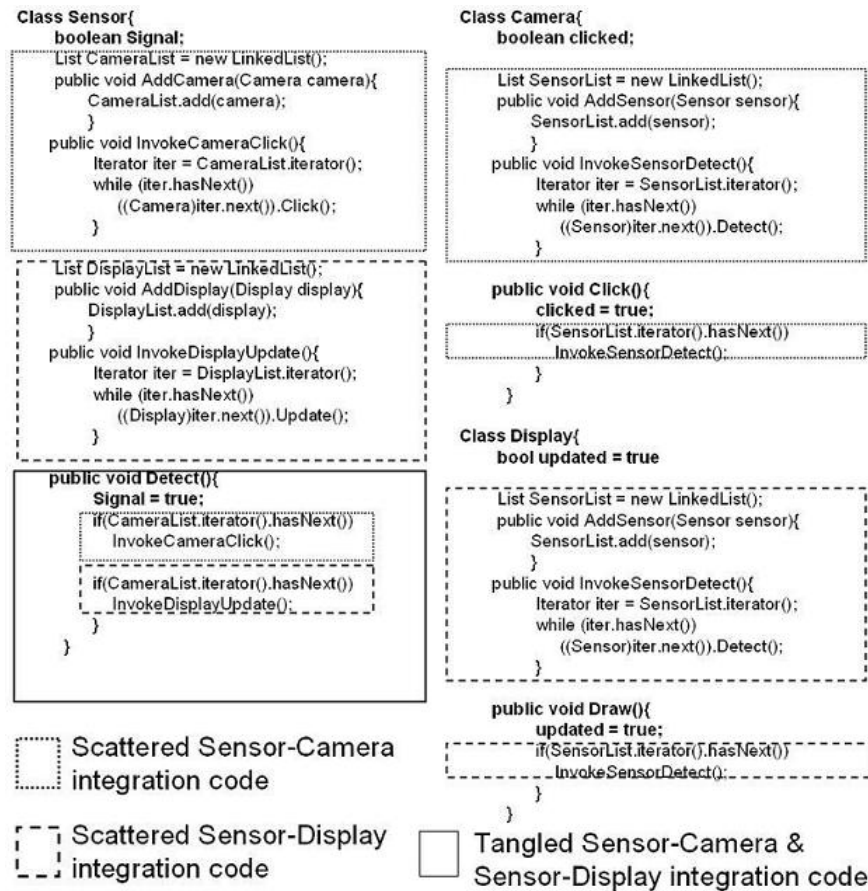 Class Sensor{
boolean Signal;
List CameraList = new LinkedList();
public void AddCamera(Camera camera){
CameraList.add(camera);
}
public void InvokeCameraClick(){
Iterator iter = CameraList.iterator();
while (iter.hasNext())
((Camera)iter.next()).Click();
}
List DisplayList = new LinkedList();
public void AddDisplay(Display display){
DisplayList.add(display);
}
public void InvokeDisplayUpdate(){
Iterator iter = DisplayList.iterator();
while (iter.hasNext())
((Display)iter.next()).Update();
}
public void Detect(){
Signal = true;
if(CameraList.iterator().hasNext())
InvokeCameraClick();
if(CameraList.iterator().hasNext())
InvokeDisplayUpdate();
}
}
Class Camera{
boolean clicked;
List SensorList = new LinkedList();
public void AddSensor(Sensor sensor){
SensorList.add(sensor);
}
public void InvokeSensorDetect(){
Iterator iter = SensorList.iterator();
while (iter.hasNext())
((Sensor)iter.next()).Detect();
}
public void Click(){
clicked = true;
if(SensorList.iterator().hasNext())
InvokeSensorDetect();
}
}
Class Display{
bool updated = true
List SensorList = new LinkedList();
public void AddSensor(Sensor sensor){
SensorList.add(sensor);
}
public void InvokeSensorDetect(){
Iterator iter = SensorList.iterator();
while (iter.hasNext())
((Sensor)iter.next()).Detect();
}
public void Draw(){
updated = true;
if(SensorList.iterator().hasNext())
InvokeSensorDetect();
}
}
Scattered Sensor-Camera
integration code
Scattered Sensor-Display
integration code
Tangled Sensor-Camera &
Sensor-Display integration code